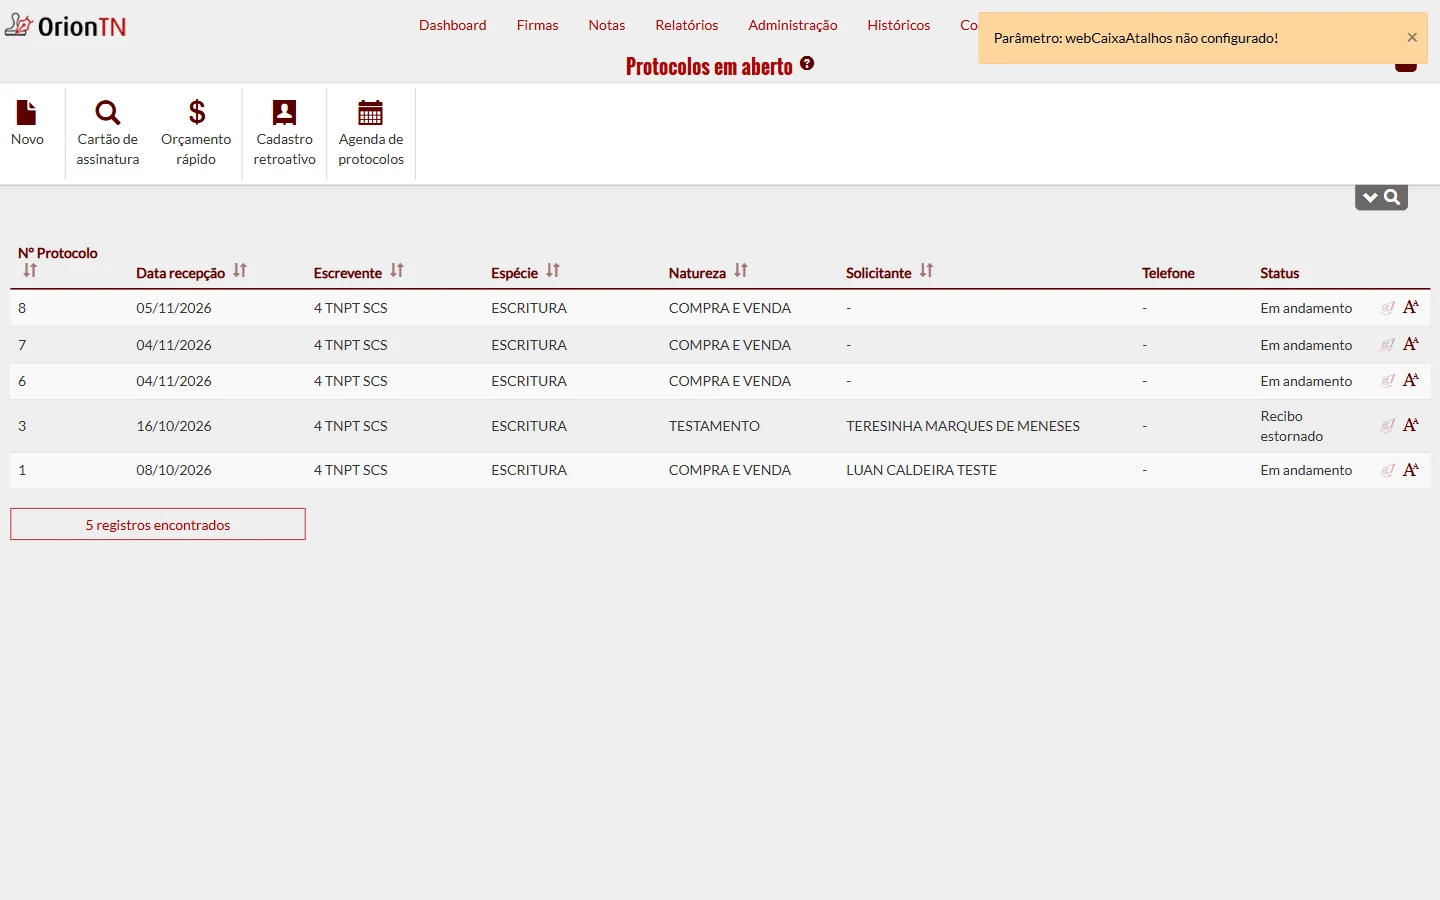 OrionTN
Dashboard Firmas Notas Relatórios Administração Históricos Co
Parâmetro: webCaixaAtalhos não configurado! ×
Protocolos em aberto ?
Novo
Cartão de assinatura
Orçamento rápido
Cadastro retroativo
Agenda de protocolos
Nº Protocolo Data recepção Escrevente Espécie Natureza Solicitante Telefone Status
8 05/11/2026 4 TNPT SCS ESCRITURA COMPRA E VENDA - - Em andamento
7 04/11/2026 4 TNPT SCS ESCRITURA COMPRA E VENDA - - Em andamento
6 04/11/2026 4 TNPT SCS ESCRITURA COMPRA E VENDA - - Em andamento
3 16/10/2026 4 TNPT SCS ESCRITURA TESTAMENTO TERESINHA MARQUES DE MENESES - Recibo estornado
1 08/10/2026 4 TNPT SCS ESCRITURA COMPRA E VENDA LUAN CALDEIRA TESTE - Em andamento
5 registros encontrados